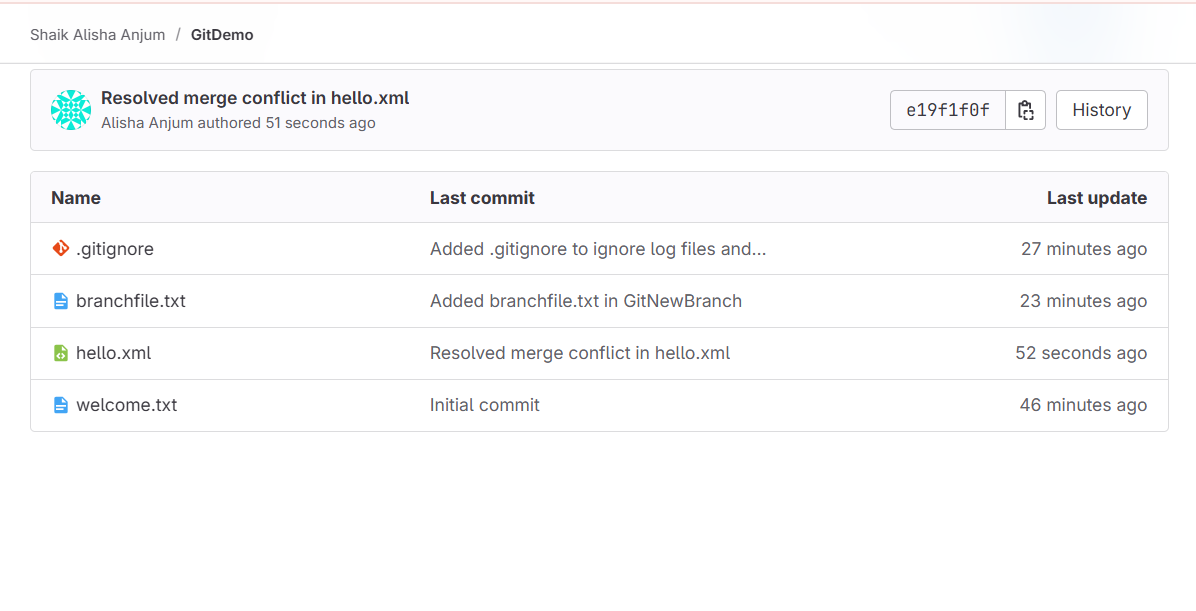 Shaik Alisha Anjum / GitDemo
Resolved merge conflict in hello.xml
Alisha Anjum authored 51 seconds ago
e19f1f0f
History
Name Last commit Last update
.gitignore Added .gitignore to ignore log files and... 27 minutes ago
branchfile.txt Added branchfile.txt in GitNewBranch 23 minutes ago
hello.xml Resolved merge conflict in hello.xml 52 seconds ago
welcome.txt Initial commit 46 minutes ago